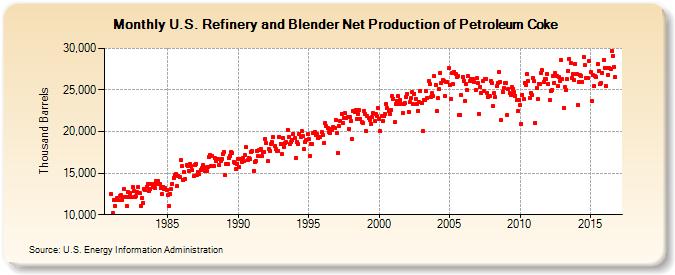 Monthly U.S. Refinery and Blender Net Production of Petroleum Coke
Thousand Barrels
30,000
25,000
20,000
15,000
10,000
1985 1990 1995 2000 2005 2010 2015
Source: U.S. Energy Information Administration